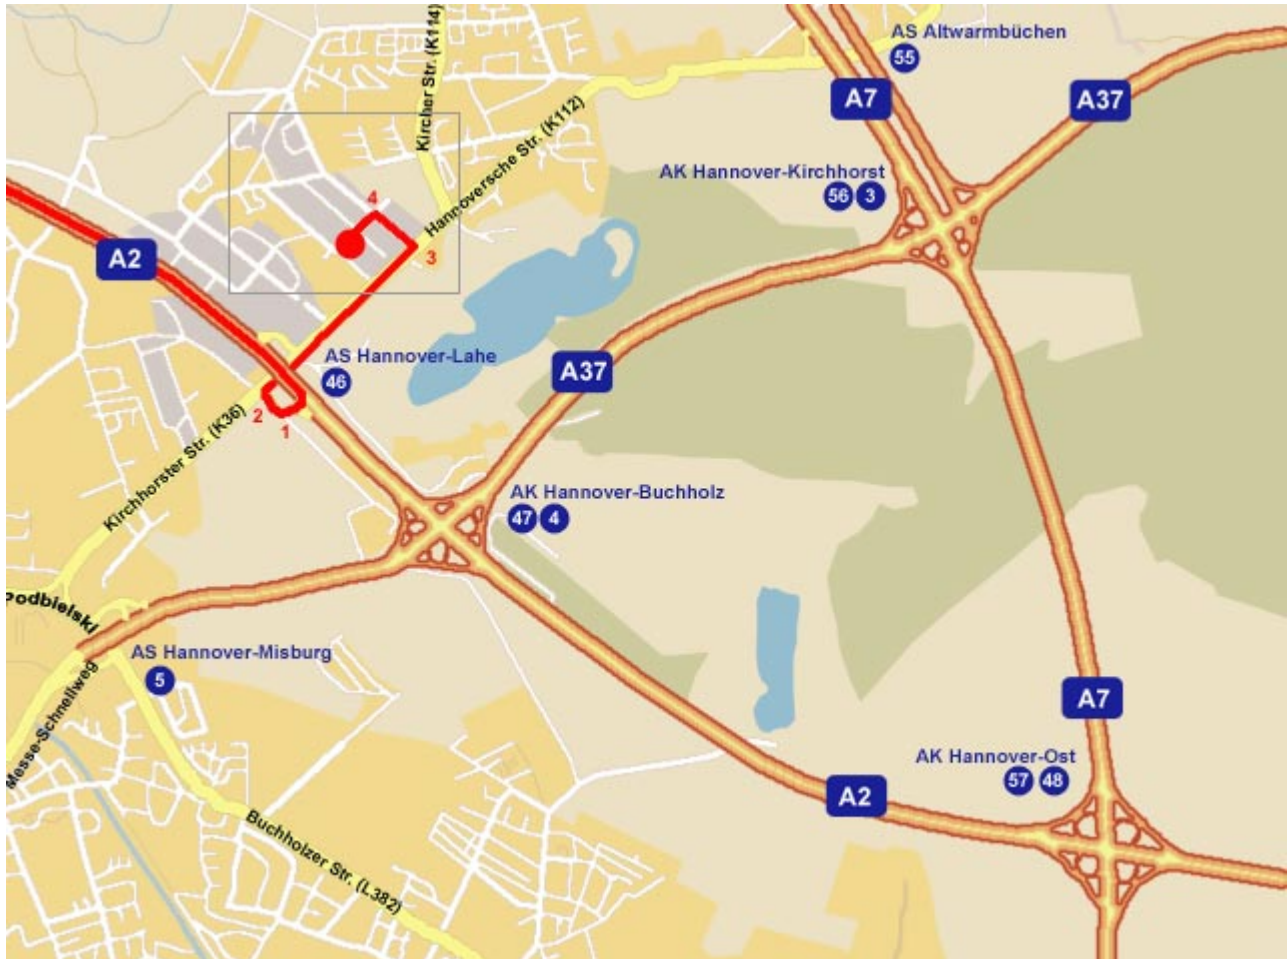 AS Altwarmbüchen
55
A7
A37
Kircher Str. (K114)
Hannoversche Str. (K112)
AK Hannover-Kirchhorst
56 3
4
3
A2
AS Hannover-Lahe
46
A37
2
1
Kirchhorster Str. (K36)
AK Hannover-Buchholz
47 4
Podbielski
AS Hannover-Misburg
5
Messe-Schnellweg
A7
AK Hannover-Ost
57 48
A2
Buchholzer Str. (L382)